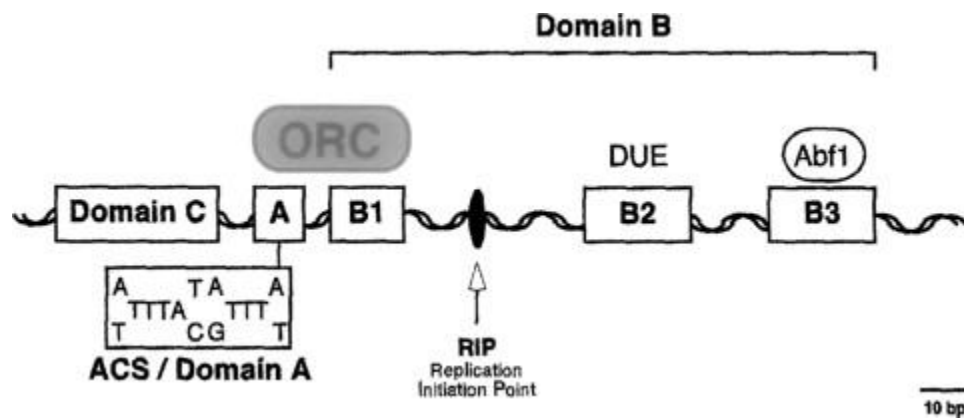 Domain B
ORC
DUE
Abf1
Domain C
A
B1
B2
B3
A TA A
TTTA TTT
T CG T
ACS / Domain A
RIP
Replication
Initiation Point
10 bp